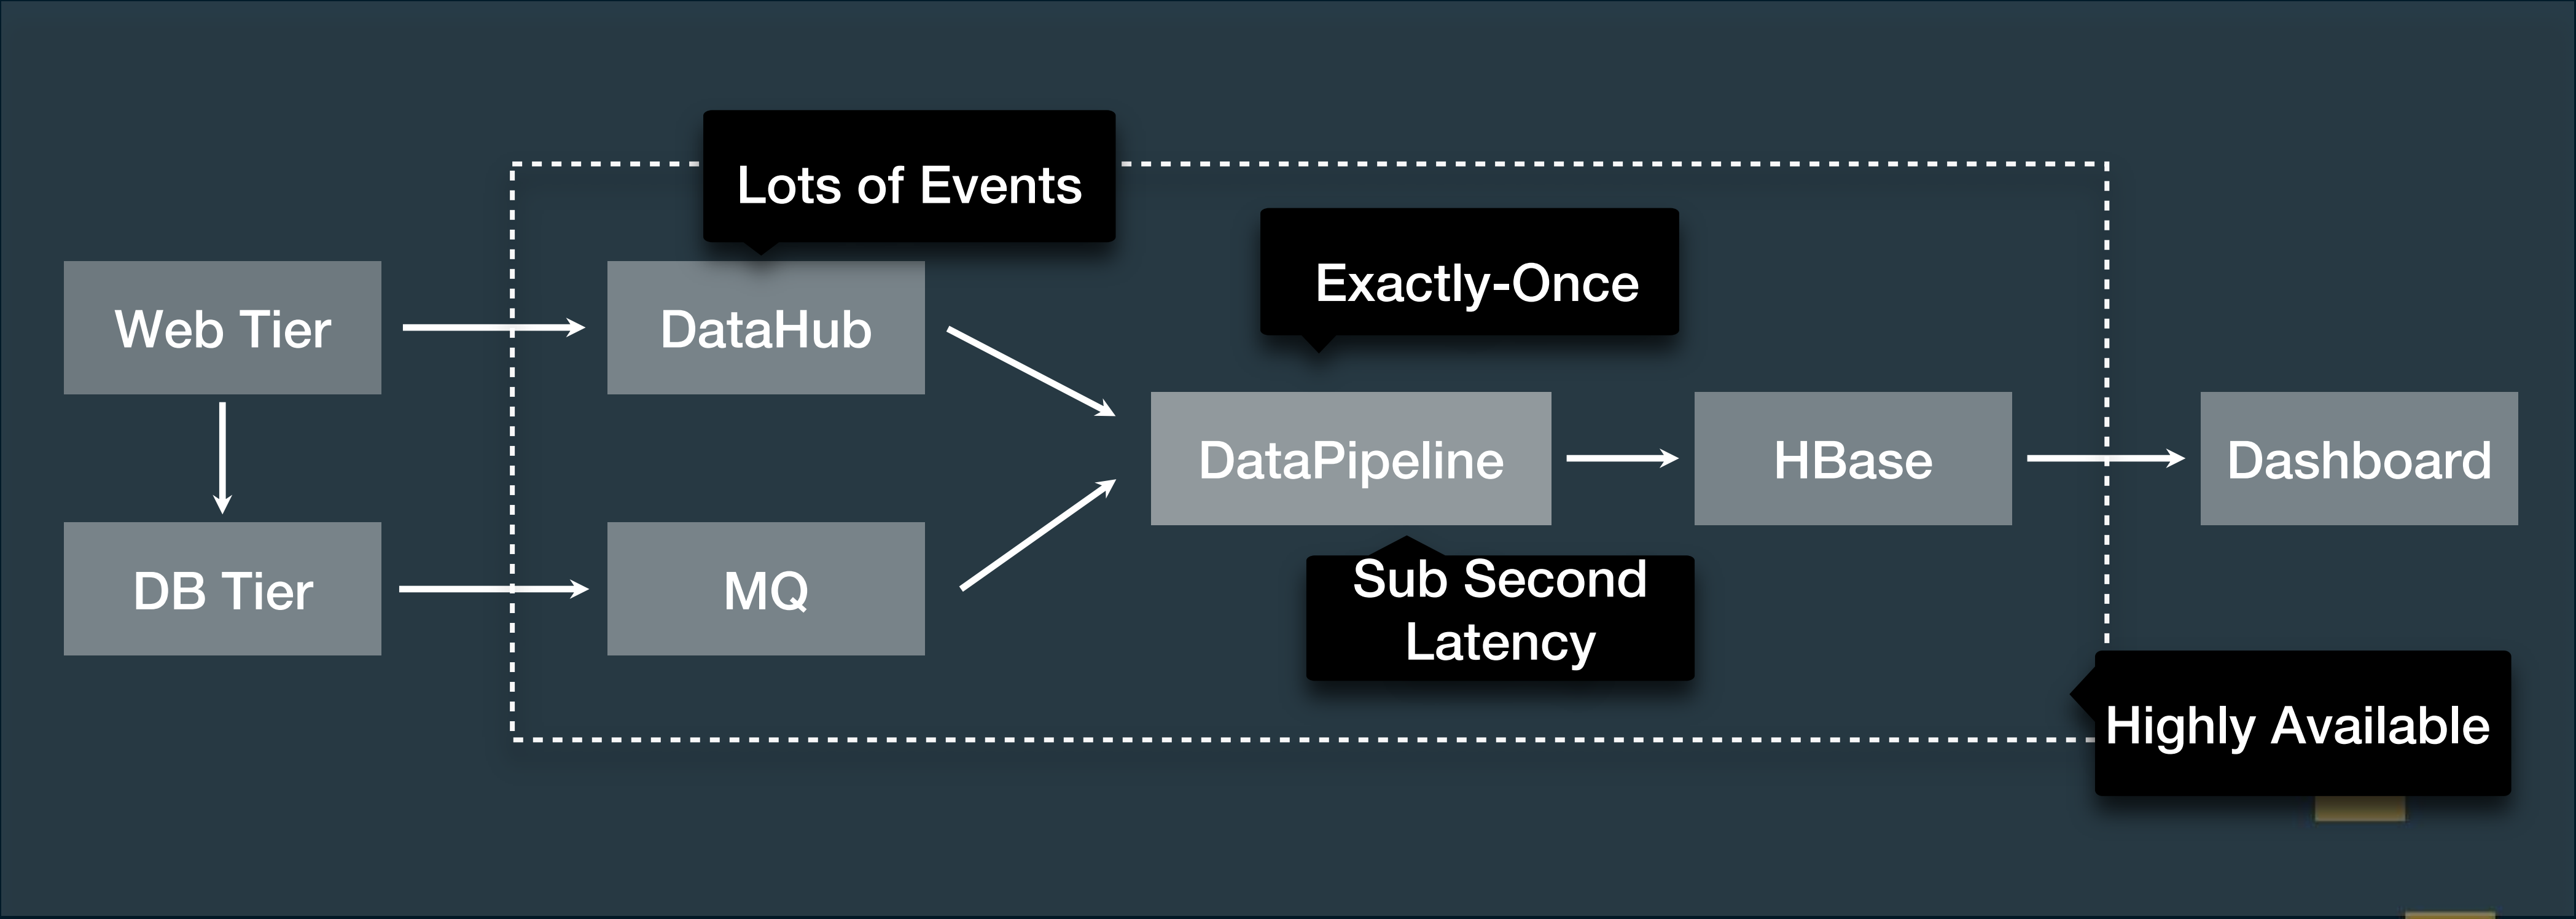 Lots of Events
Exactly-Once
Web Tier
DataHub
DataPipeline
HBase
Dashboard
DB Tier
MQ
Sub Second
Latency
Highly Available